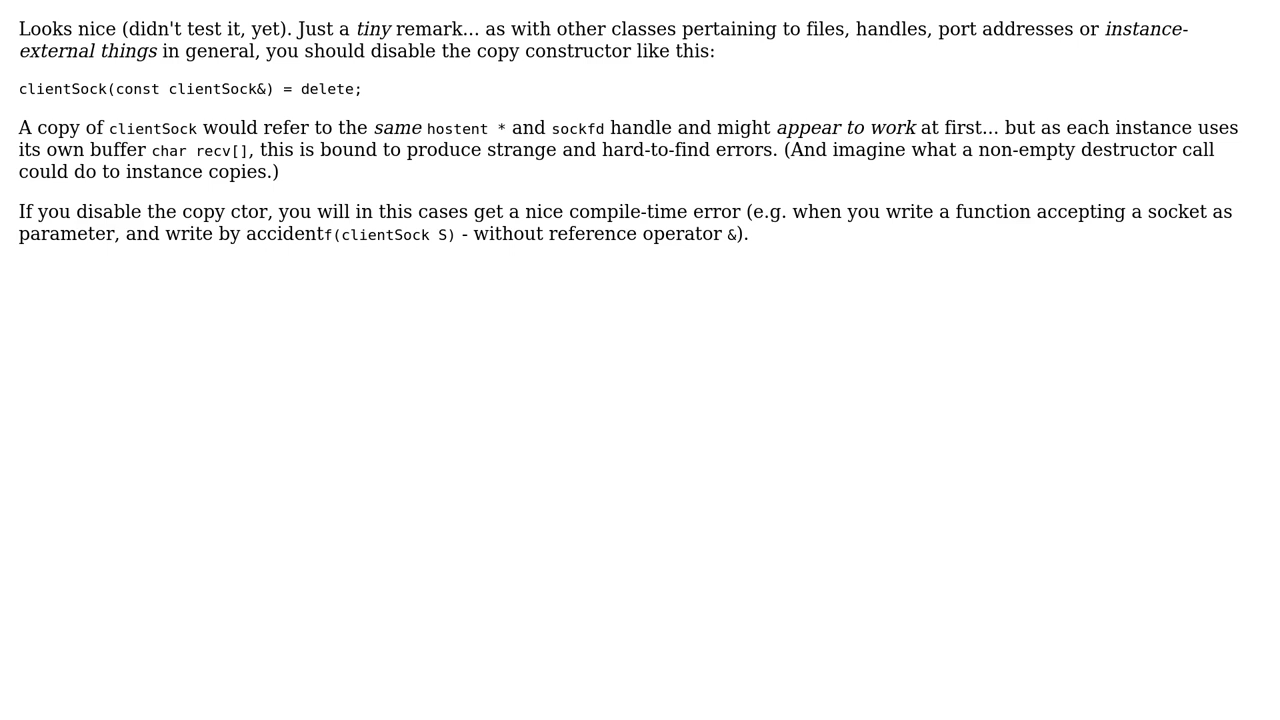 Looks nice (didn't test it, yet). Just a tiny remark... as with other classes pertaining to files, handles, port addresses or instance-
external things in general, you should disable the copy constructor like this:
clientSock(const clientSock&) = delete;
A copy of clientSock would refer to the same hostent * and sockfd handle and might appear to work at first... but as each instance uses
its own buffer char recv[], this is bound to produce strange and hard-to-find errors. (And imagine what a non-empty destructor call
could do to instance copies.)
If you disable the copy ctor, you will in this cases get a nice compile-time error (e.g. when you write a function accepting a socket as
parameter, and write by accidentf(clientSock S) - without reference operator &).